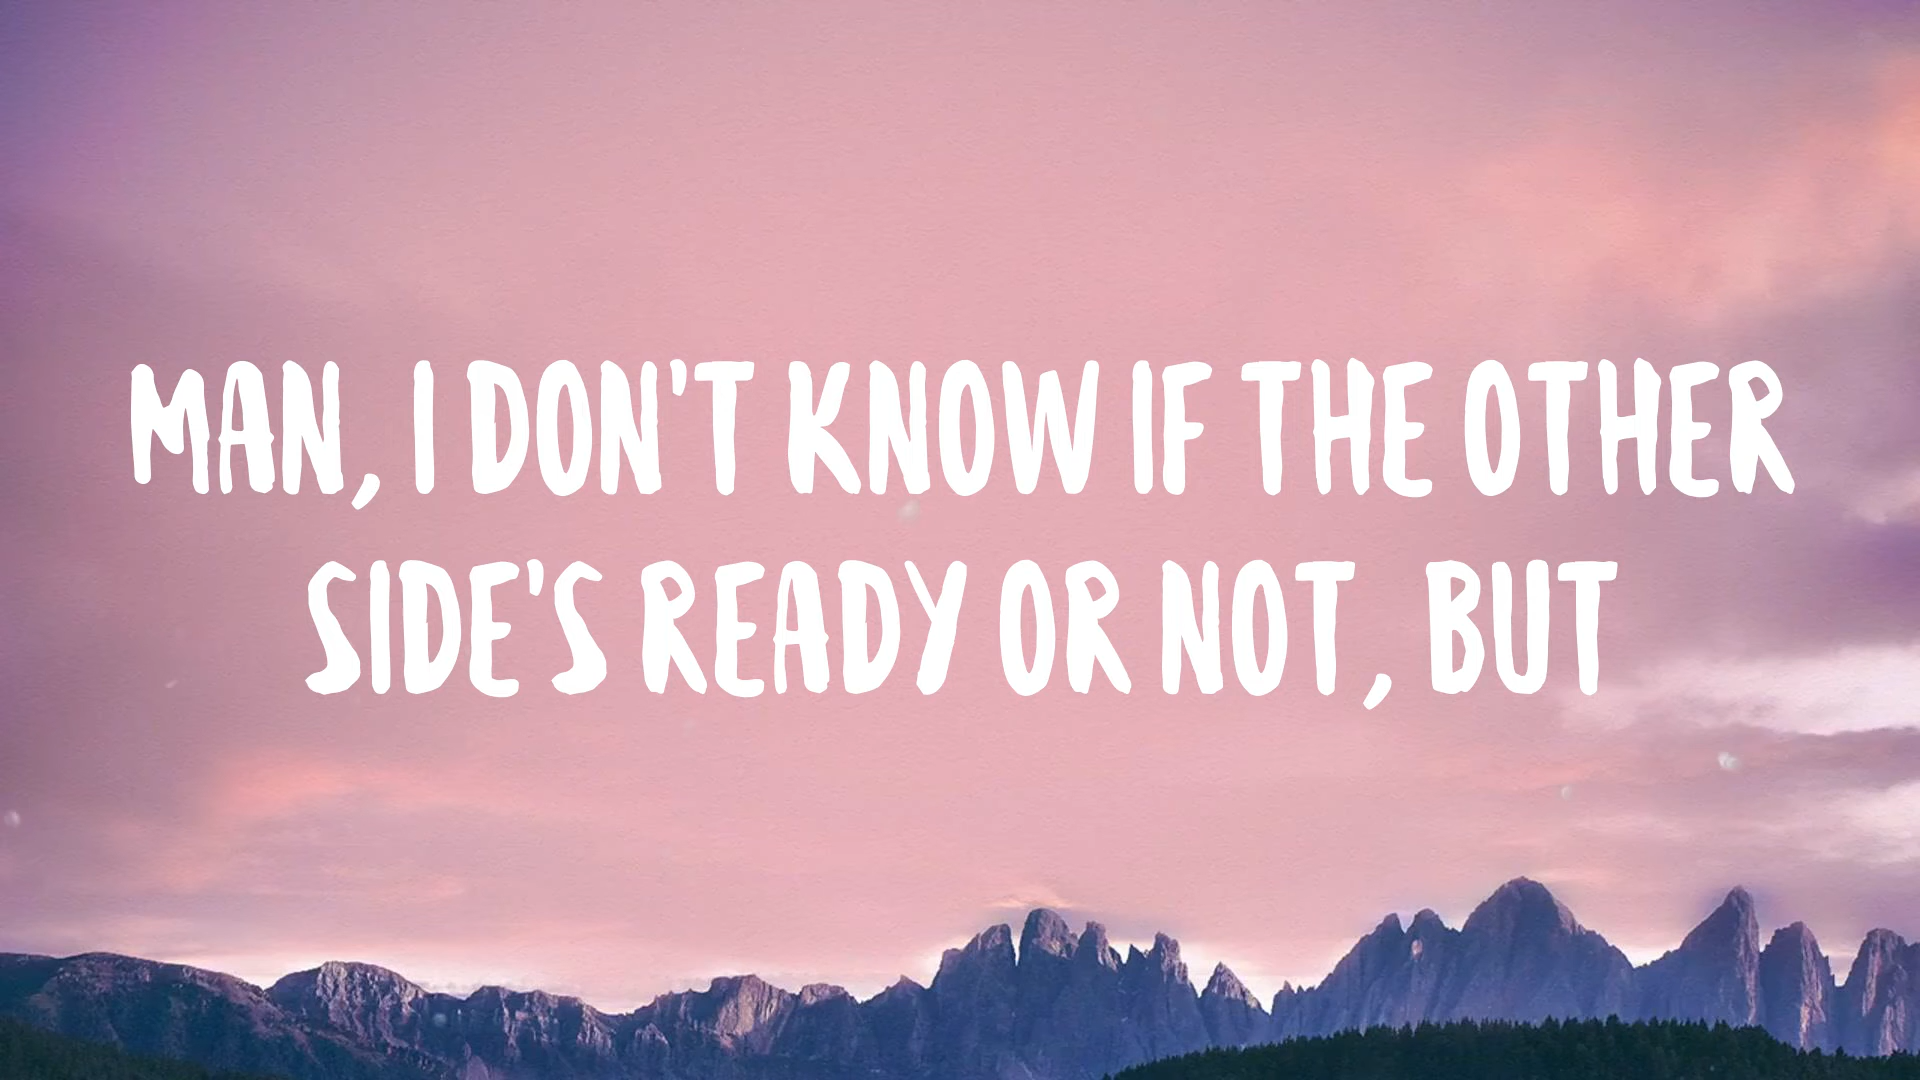 MAN, I DON'T KNOW IF THE OTHER
SIDE'S READY OR NOT, BUT